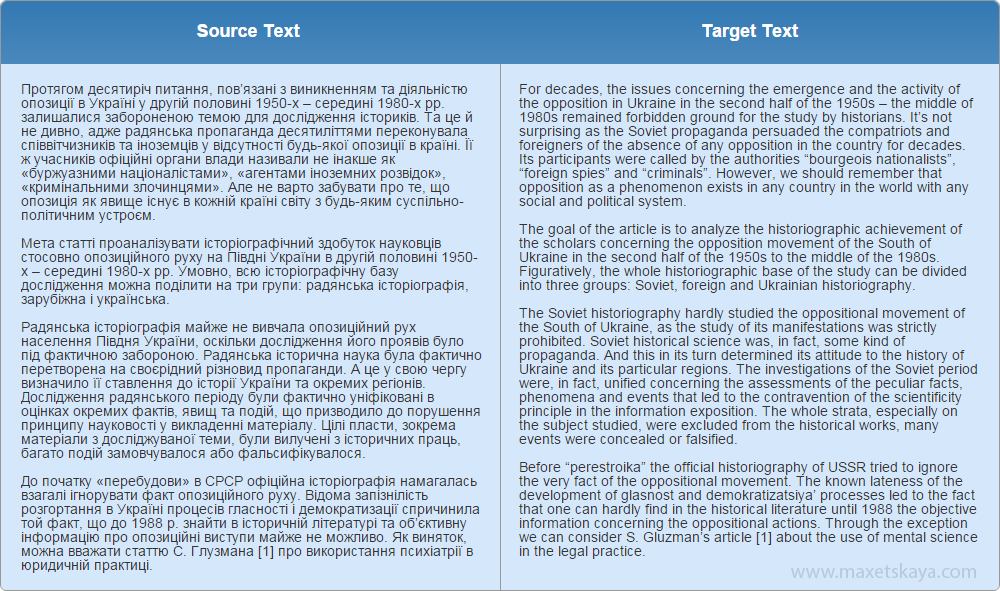 Source Text
Target Text
Протягом десятиріч питання, пов’язані з виникненням та діяльністю
опозиції в Україні у другій половині 1950-х – середині 1980-х рр.
залишалися забороненою темою для дослідження істориків. Та це й
не дивно, адже радянська пропаганда десятиліттями переконувала
співвітчизників та іноземців у відсутності будь-якої опозиції в країні. Її
ж учасників офіційні органи влади називали не інакше як
«буржуазними націоналістами», «агентами іноземних розвідок»,
«кримінальними злочинцями». Але не варто забувати про те, що
опозиція як явище існує в кожній країні світу з будь-яким суспільно-
політичним устроєм.
Мета статті проаналізувати історіографічний здобуток науковців
стосовно опозиційного руху на Півдні України в другій половині 1950-
х – середині 1980-х рр. Умовно, всю історіографічну базу
дослідження можна поділити на три групи: радянська історіографія,
зарубіжна і українська.
Радянська історіографія майже не вивчала опозиційний рух
населення Півдня України, оскільки дослідження його проявів було
під фактичною забороною. Радянська історична наука була фактично
перетворена на своєрідний різновид пропаганди. А це у свою чергу
визначило її ставлення до історії України та окремих регіонів.
Дослідження радянського періоду були фактично уніфіковані в
оцінках окремих фактів, явищ та подій, що призводило до порушення
принципу науковості у викладенні матеріалу. Цілі пласти, зокрема
матеріали з досліджуваної теми, були вилучені з історичних праць,
багато подій замовчувалося або фальсифікувалося.
До початку «перебудови» в СРСР офіційна історіографія намагалась
взагалі ігнорувати факт опозиційного руху. Відома запізнілість
розгортання в Україні процесів гласності і демократизації спричинила
той факт, що до 1988 р. знайти в історичній літературі та об’єктивну
інформацію про опозиційні виступи майже не можливо. Як виняток,
можна вважати статтю С. Глузмана [1] про використання психіатрії в
юридичній практиці.
For decades, the issues concerning the emergence and the activity of
the opposition in Ukraine in the second half of the 1950s – the middle of
1980s remained forbidden ground for the study by historians. It’s not
surprising as the Soviet propaganda persuaded the compatriots and
foreigners of the absence of any opposition in the country for decades.
Its participants were called by the authorities “bourgeois nationalists”,
“foreign spies” and “criminals”. However, we should remember that
opposition as a phenomenon exists in any country in the world with any
social and political system.
The goal of the article is to analyze the historiographic achievement of
the scholars concerning the opposition movement of the South of
Ukraine in the second half of the 1950s to the middle of the 1980s.
Figuratively, the whole historiographic base of the study can be divided
into three groups: Soviet, foreign and Ukrainian historiography.
The Soviet historiography hardly studied the oppositional movement of
the South of Ukraine, as the study of its manifestations was strictly
prohibited. Soviet historical science was, in fact, some kind of
propaganda. And this in its turn determined its attitude to the history of
Ukraine and its particular regions. The investigations of the Soviet period
were, in fact, unified concerning the assessments of the peculiar facts,
phenomena and events that led to the contravention of the scientificity
principle in the information exposition. The whole strata, especially on
the subject studied, were excluded from the historical works, many
events were concealed or falsified.
Before “perestroika” the official historiography of USSR tried to ignore
the very fact of the oppositional movement. The known lateness of the
development of glasnost and demokratizatsiya’ processes led to the fact
that one can hardly find in the historical literature until 1988 the objective
information concerning the oppositional actions. Through the exception
we can consider S. Gluzman’s article [1] about the use of mental science
in the legal practice.
www.maxetskaya.com